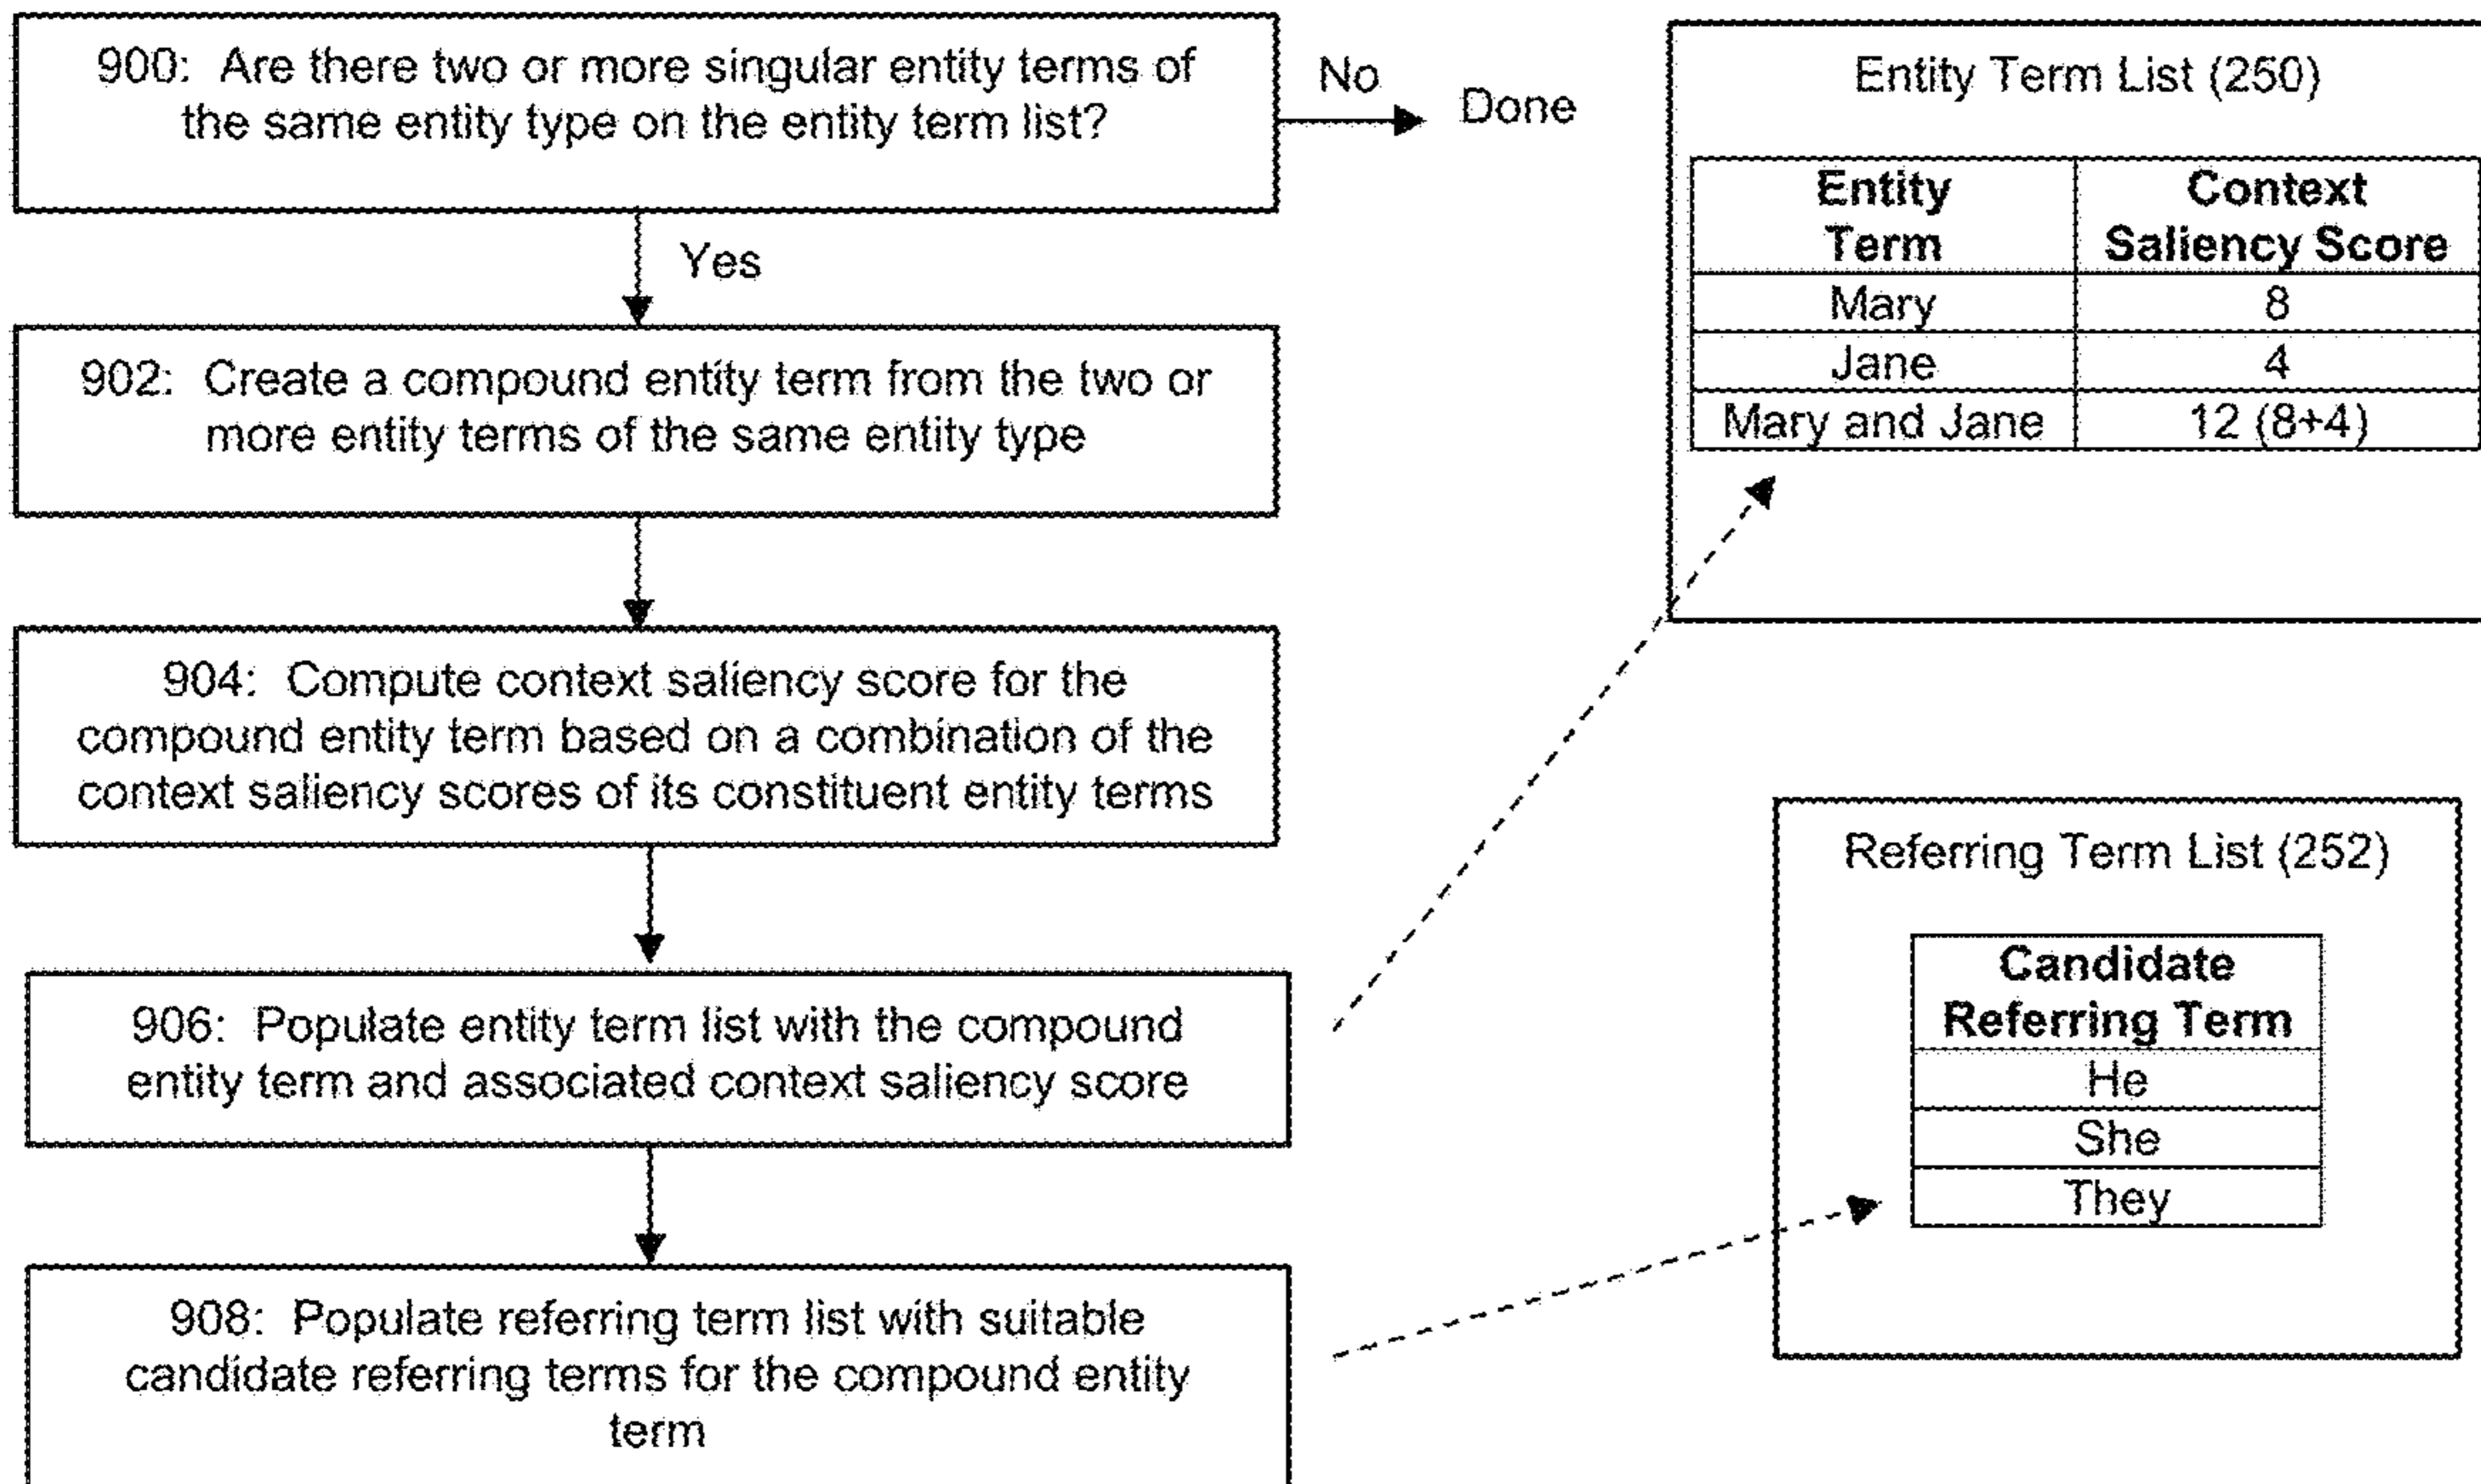 900: Are there two or more singular entity terms of
the same entity type on the entity term list?
No
Done
Yes
902: Create a compound entity term from the two or
more entity terms of the same entity type
904: Compute context saliency score for the
compound entity term based on a combination of the
context saliency scores of its constituent entity terms
906: Populate entity term list with the compound
entity term and associated context saliency score
908: Populate referring term list with suitable
candidate referring terms for the compound entity
term
Entity Term List (250)
Entity
Term
Context
Saliency Score
Mary
8
Jane
4
Mary and Jane
12 (8+4)
Referring Term List (252)
Candidate
Referring Term
He
She
They